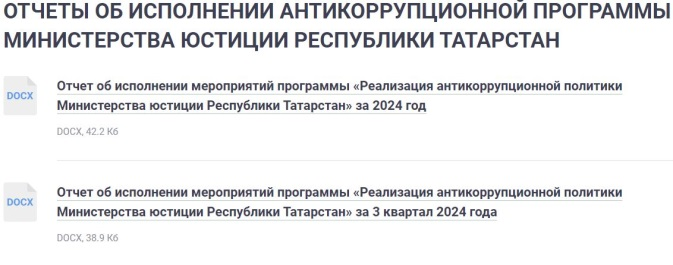 ОТЧЕТЫ ОБ ИСПОЛНЕНИИ АНТИКОРРУПЦИОННОЙ ПРОГРАММЫ
МИНИСТЕРСТВА ЮСТИЦИИ РЕСПУБЛИКИ ТАТАРСТАН
DOCX
Отчет об исполнении мероприятий программы «Реализация антикоррупционной политики
Министерства юстиции Республики Татарстан» за 2024 год
DOCX, 42.2 Кб
DOCX
Отчет об исполнении мероприятий программы «Реализация антикоррупционной политики
Министерства юстиции Республики Татарстан» за 3 квартал 2024 года
DOCX, 38.9 Кб